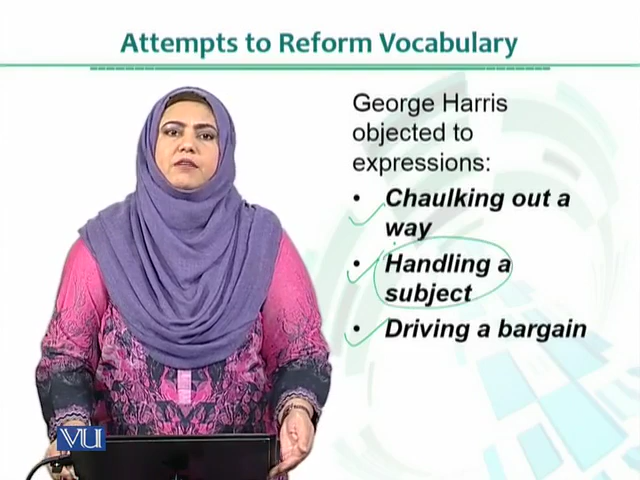 Attempts to Reform Vocabulary
George Harris
objected to
expressions:
• Chaulking out a
way
• Handling a
subject
• Driving a bargain
VU